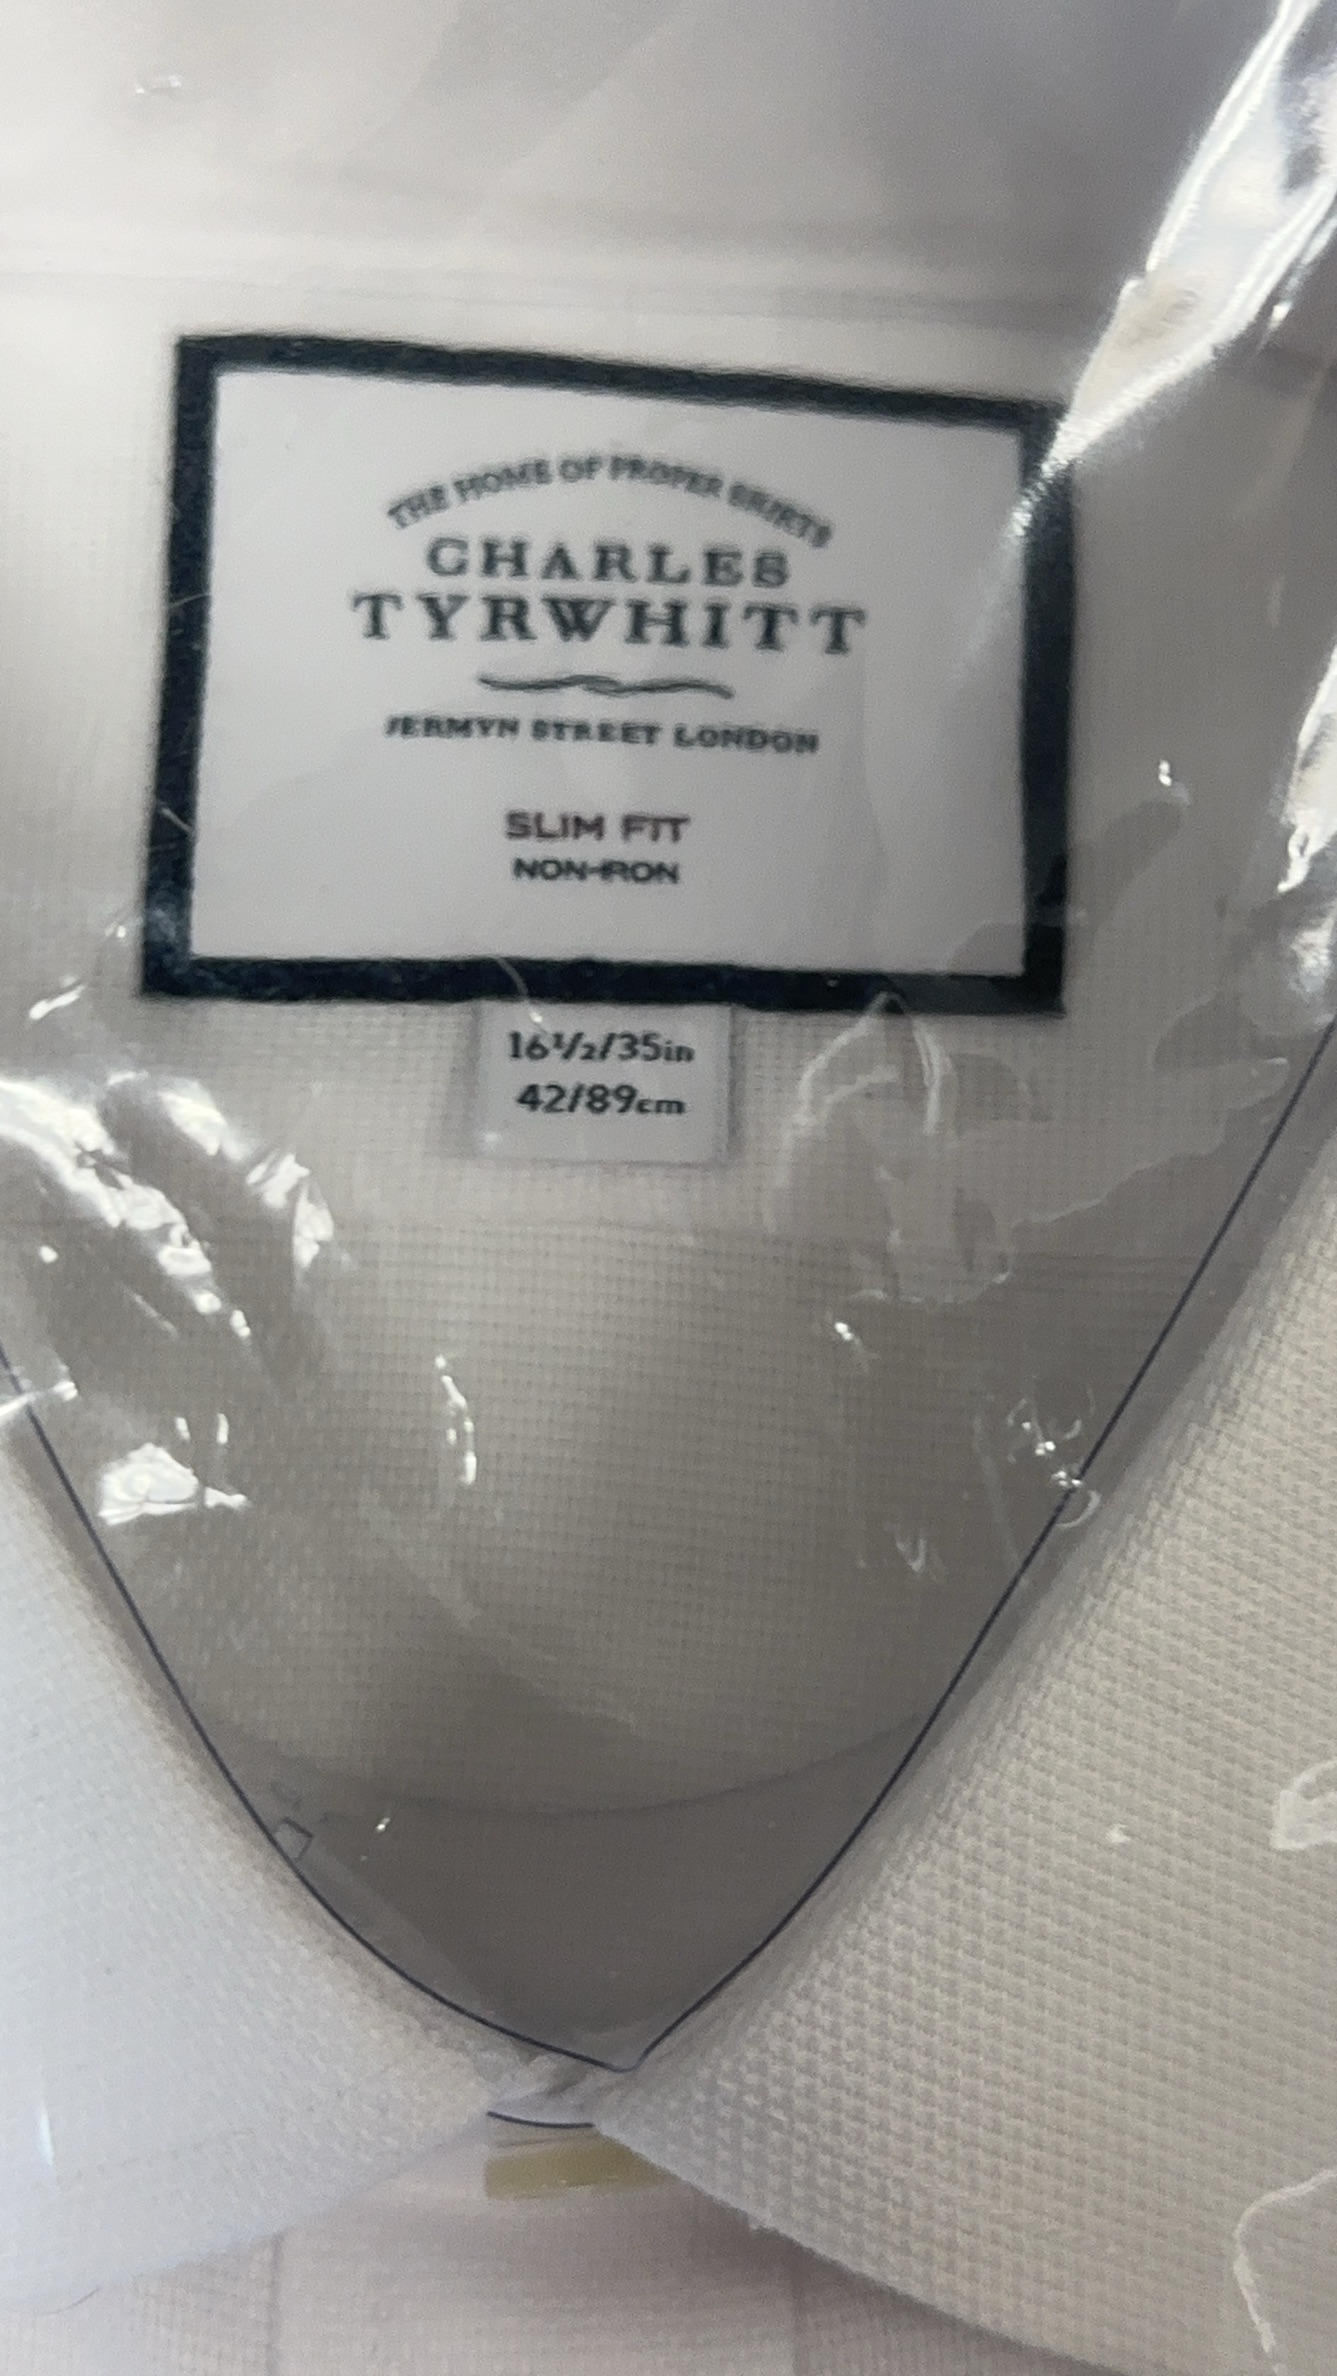 THE HOME OF PROPER SHIRTS
CHARLES
TYRWHITT
JERMYN STREET LONDON
SLIM FIT
NON-IRON
16½/35in
42/89cm